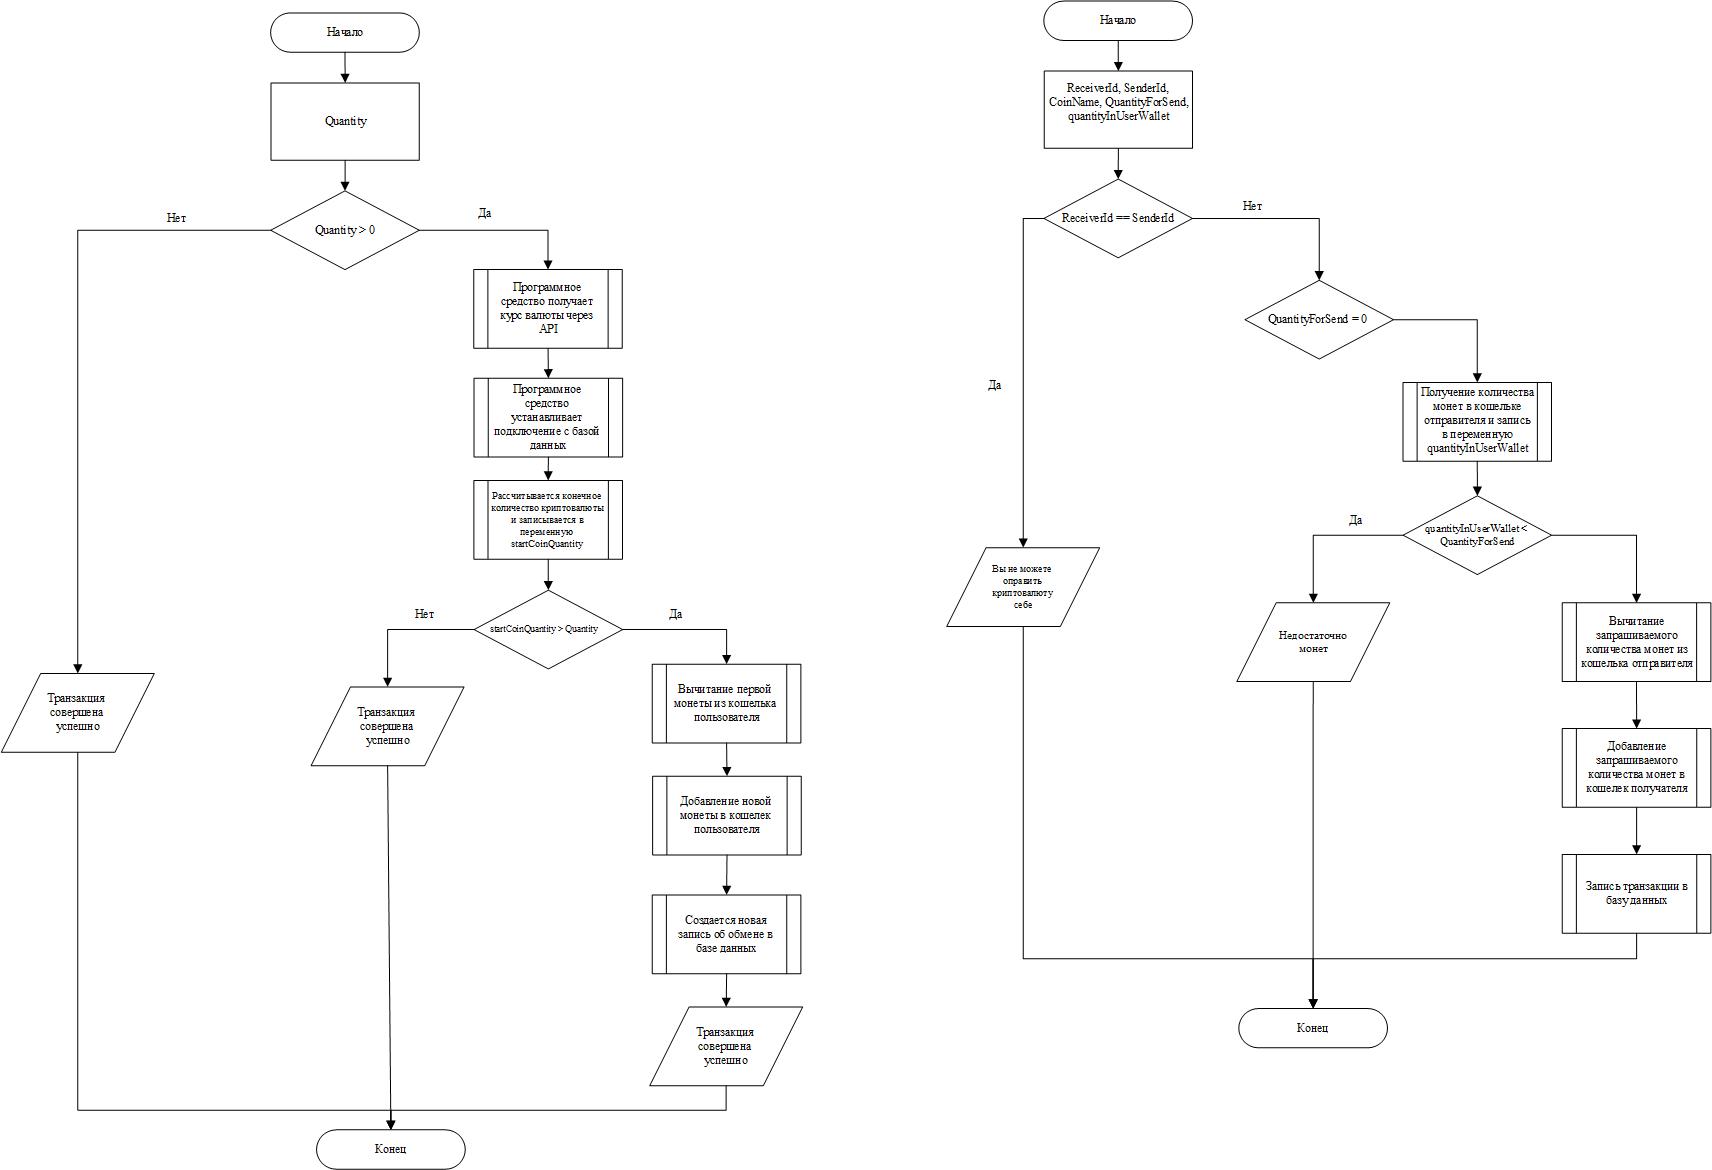 Начало
Quantity
Quantity > 0
Нет
Да
Программное
средство получает
курс валюты через
API
Программное
средство
устанавливает
подключение с базой
данных
Рассчитывается конечное
количество криптовалюты
и записывается в
переменную
startCoinQuantity
startCoinQuantity > Quantity
Нет
Да
Транзакция
совершена
успешно
Транзакция
совершена
успешно
Вычитание первой
монеты из кошелька
пользователя
Добавление новой
монеты в кошелек
пользователя
Создается новая
запись об обмене в
базе данных
Транзакция
совершена
успешно
Конец
Начало
ReceiverId, SenderId,
CoinName, QuantityForSend,
quantityInUserWallet
ReceiverId == SenderId
Нет
Да
QuantityForSend = 0
Получение количества
монет в кошельке
отправителя и запись
в переменную
quantityInUserWallet
quantityInUserWallet <
QuantityForSend
Да
Вы не можете
оправить
криптовалюту
себе
Недостаточно
монет
Вычитание
запрашиваемого
количества монет из
кошелька отправителя
Добавление
запрашиваемого
количества монет в
кошелек получателя
Запись транзакции в
базу данных
Конец